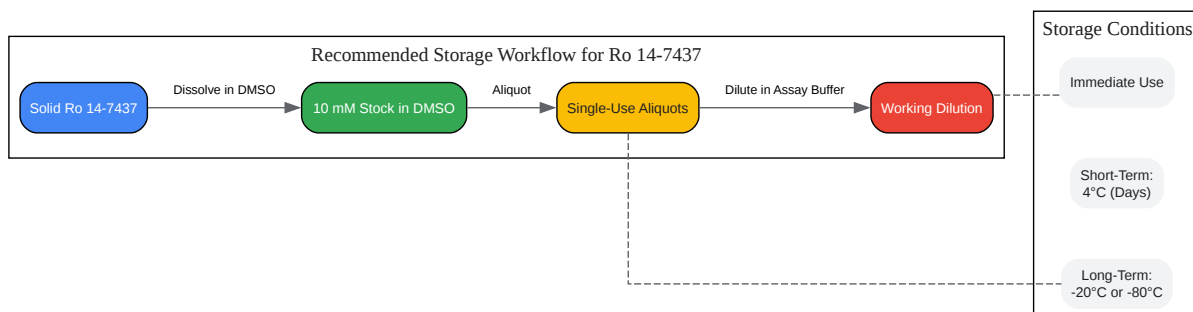 Storage Conditions
Recommended Storage Workflow for Ro 14-7437
Solid Ro 14-7437
Dissolve in DMSO
10 mM Stock in DMSO
Aliquot
Single-Use Aliquots
Dilute in Assay Buffer
Working Dilution
Immediate Use
Short-Term:
4°C (Days)
Long-Term:
-20°C or -80°C